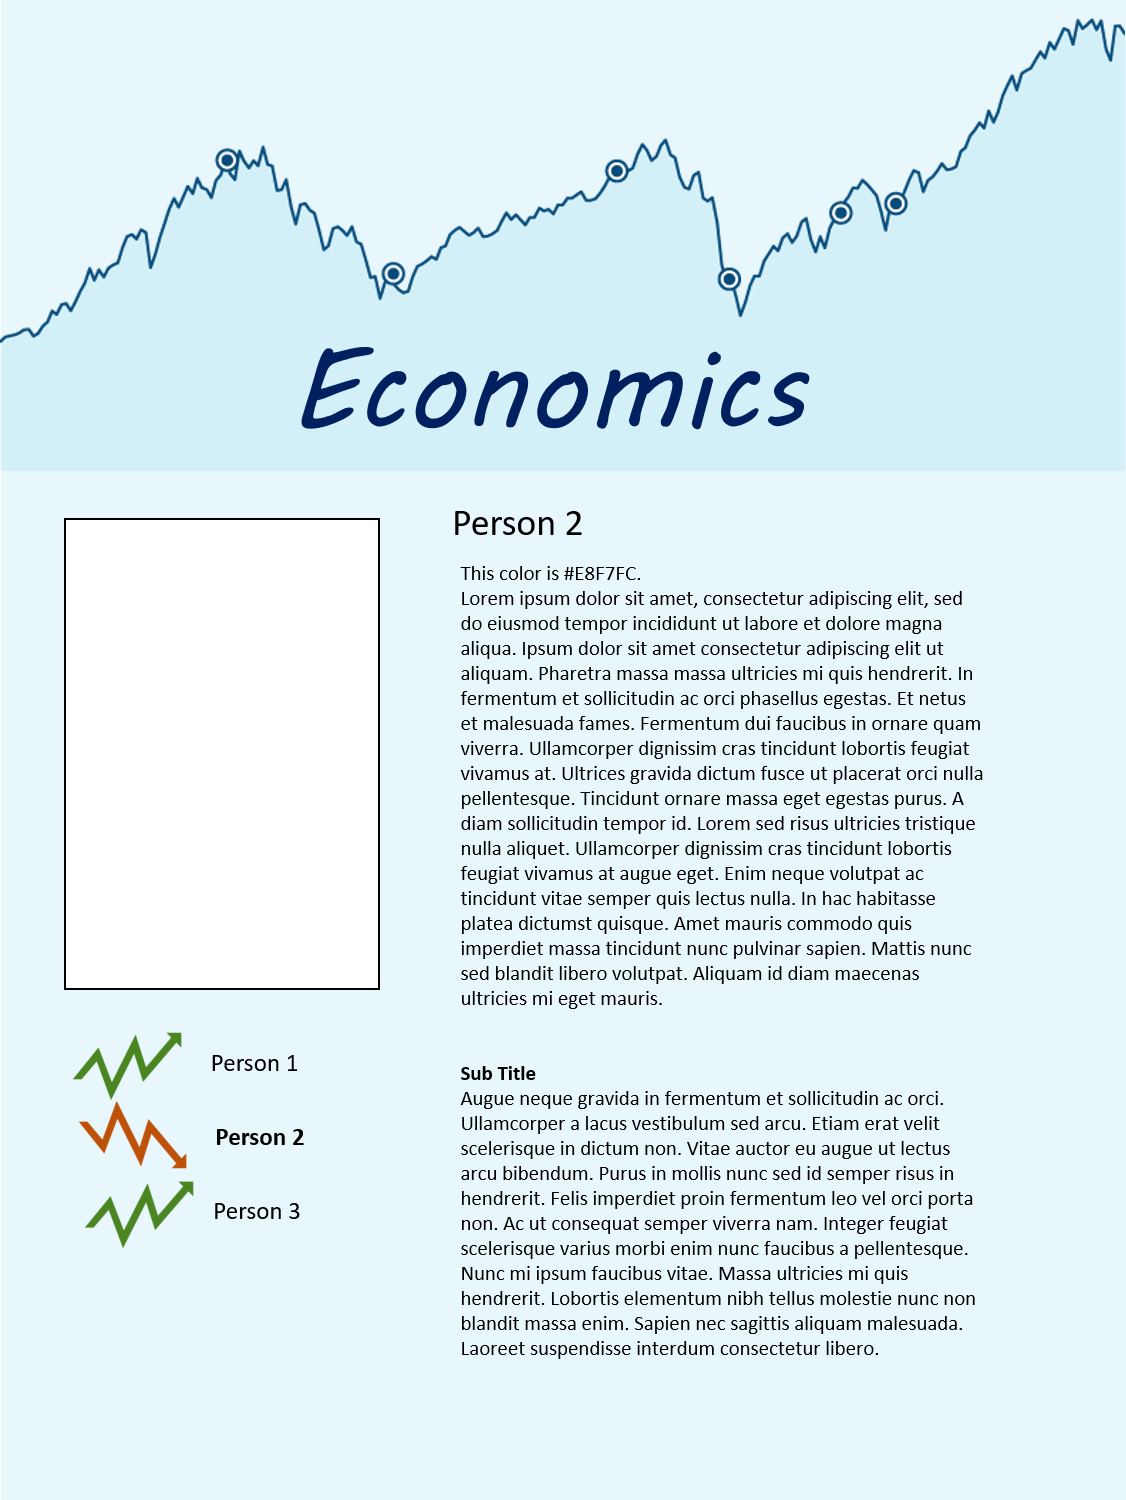 Economics
Person 2
This color is #E8F7FC.
Lorem ipsum dolor sit amet, consectetur adipiscing elit, sed
do eiusmod tempor incididunt ut labore et dolore magna
aliqua. Ipsum dolor sit amet consectetur adipiscing elit ut
aliquam. Pharetra massa massa ultricies mi quis hendrerit. In
fermentum et sollicitudin ac orci phasellus egestas. Et netus
et malesuada fames. Fermentum dui faucibus in ornare quam
viverra. Ullamcorper dignissim cras tincidunt lobortis feugiat
vivamus at. Ultrices gravida dictum fusce ut placerat orci nulla
pellentesque. Tincidunt ornare massa eget egestas purus. A
diam sollicitudin tempor id. Lorem sed risus ultricies tristique
nulla aliquet. Ullamcorper dignissim cras tincidunt lobortis
feugiat vivamus at augue eget. Enim neque volutpat ac
tincidunt vitae semper quis lectus nulla. In hac habitasse
platea dictumst quisque. Amet mauris commodo quis
imperdiet massa tincidunt nunc pulvinar sapien. Mattis nunc
sed blandit libero volutpat. Aliquam id diam maecenas
ultricies mi eget mauris.
Sub Title
Augue neque gravida in fermentum et sollicitudin ac orci.
Ullamcorper a lacus vestibulum sed arcu. Etiam erat velit
scelerisque in dictum non. Vitae auctor eu augue ut lectus
arcu bibendum. Purus in mollis nunc sed id semper risus in
hendrerit. Felis imperdiet proin fermentum leo vel orci porta
non. Ac ut consequat semper viverra nam. Integer feugiat
scelerisque varius morbi enim nunc faucibus a pellentesque.
Nunc mi ipsum faucibus vitae. Massa ultricies mi quis
hendrerit. Lobortis elementum nibh tellus molestie nunc non
blandit massa enim. Sapien nec sagittis aliquam malesuada.
Laoreet suspendisse interdum consectetur libero.
Person 1
Person 2
Person 3